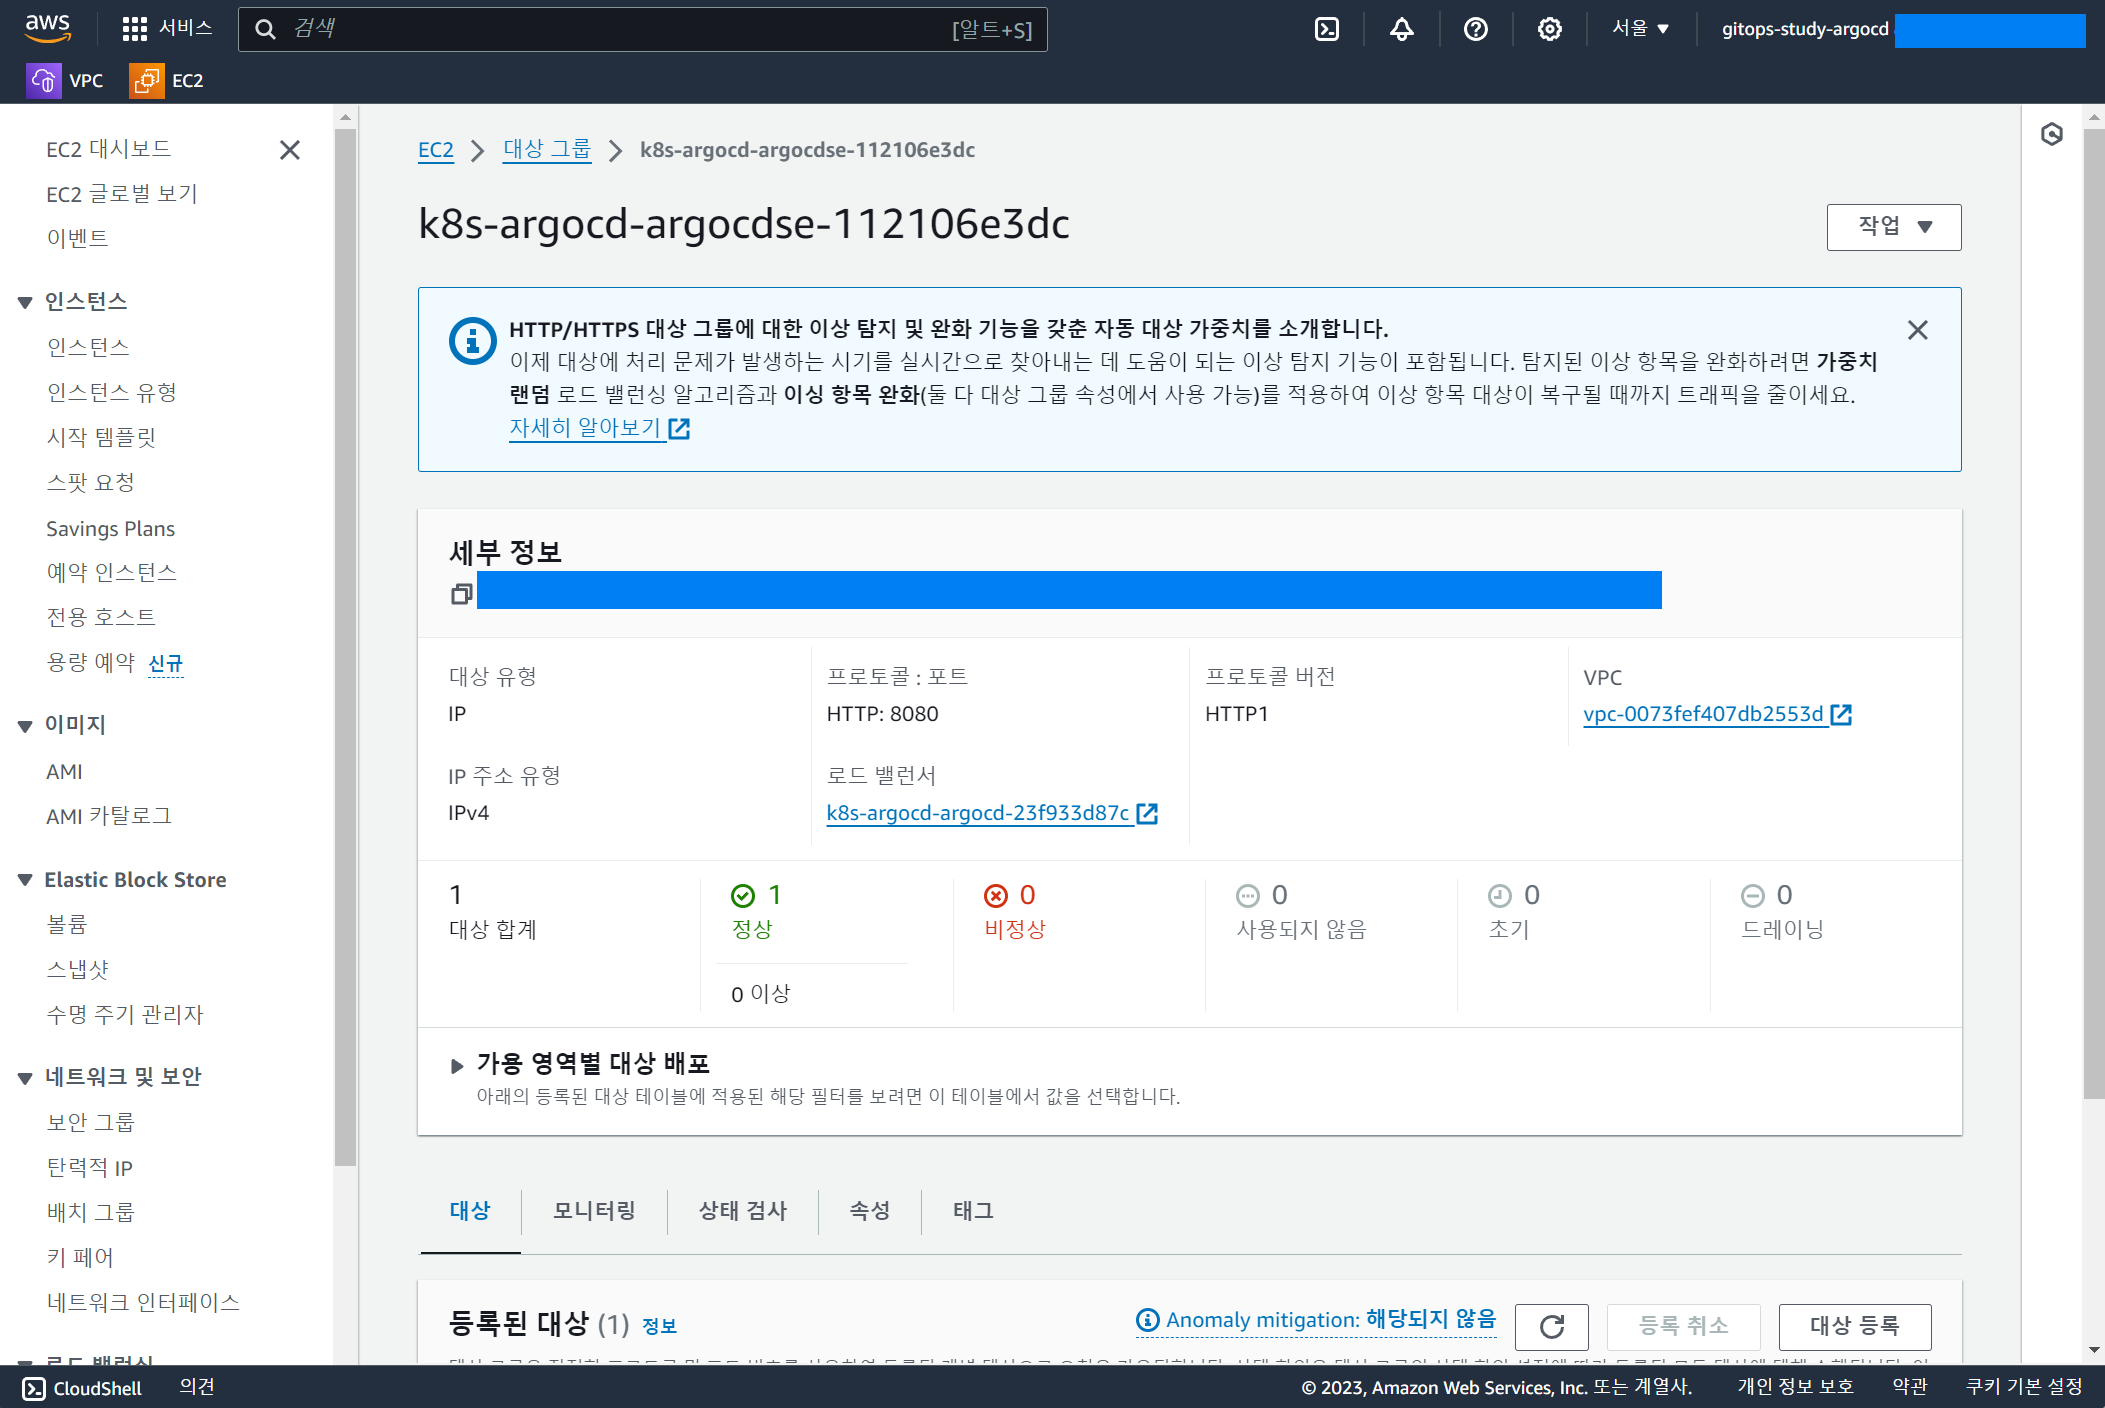 aws
서비스
검색
[알트+S]
서울
gitops-study-argocd
VPC
EC2
EC2 대시보드
EC2 글로벌 보기
이벤트
인스턴스
인스턴스
인스턴스 유형
시작 템플릿
스팟 요청
Savings Plans
예약 인스턴스
전용 호스트
용량 예약 신규
이미지
AMI
AMI 카탈로그
Elastic Block Store
볼륨
스냅샷
수명 주기 관리자
네트워크 및 보안
보안 그룹
탄력적 IP
배치 그룹
키 페어
네트워크 인터페이스
로드 밸런싱
EC2 > 대상 그룹 > k8s-argocd-argocdse-112106e3dc
k8s-argocd-argocdse-112106e3dc
작업
HTTP/HTTPS 대상 그룹에 대한 이상 탐지 및 완화 기능을 갖춘 자동 대상 가중치를 소개합니다.
이제 대상에 처리 문제가 발생하는 시기를 실시간으로 찾아내는 데 도움이 되는 이상 탐지 기능이 포함됩니다. 탐지된 이상 항목을 완화하려면 가중치
랜덤 로드 밸런싱 알고리즘과 이싱 항목 완화(둘 다 대상 그룹 속성에서 사용 가능)를 적용하여 이상 항목 대상이 복구될 때까지 트래픽을 줄이세요.
자세히 알아보기
세부 정보
대상 유형
IP
프로토콜 : 포트
HTTP: 8080
프로토콜 버전
HTTP1
VPC
vpc-0073fef407db2553d
IP 주소 유형
IPv4
로드 밸런서
k8s-argocd-argocd-23f933d87c
1
대상 합계
1
정상
0 이상
0
비정상
0
사용되지 않음
0
초기
0
드레이닝
가용 영역별 대상 배포
아래의 등록된 대상 테이블에 적용된 해당 필터를 보려면 이 테이블에서 값을 선택합니다.
대상
모니터링
상태 검사
속성
태그
등록된 대상 (1) 정보
Anomaly mitigation: 해당되지 않음
등록 취소
대상 등록
CloudShell
의견
© 2023, Amazon Web Services, Inc. 또는 계열사.
개인 정보 보호
약관
쿠키 기본 설정